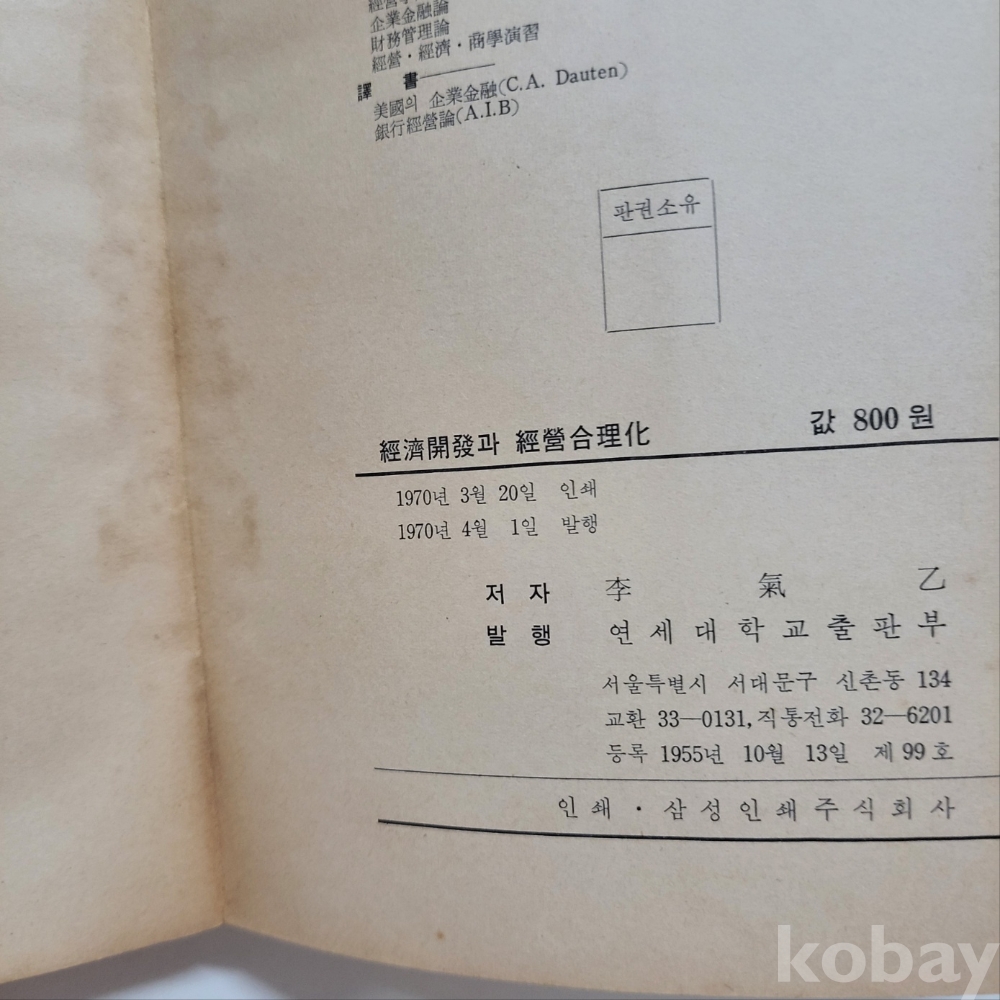 企業金融論
財務管理論
經營·經濟·商學演習
譯 書
美國의 企業金融(C.A. Dauten)
銀行經營論(A.I.B)
판권소유
經濟開發과 經營合理化 값 800원
1970년 3월 20일 인쇄
1970년 4월 1일 발행
저자 李氣乙
발행 연세대학교출판부
서울특별시 서대문구 신촌동 134
교환 33—0131, 직통전화 32—6201
등록 1955년 10월 13일 제99호
인쇄·삼성인쇄주식회사
kobay